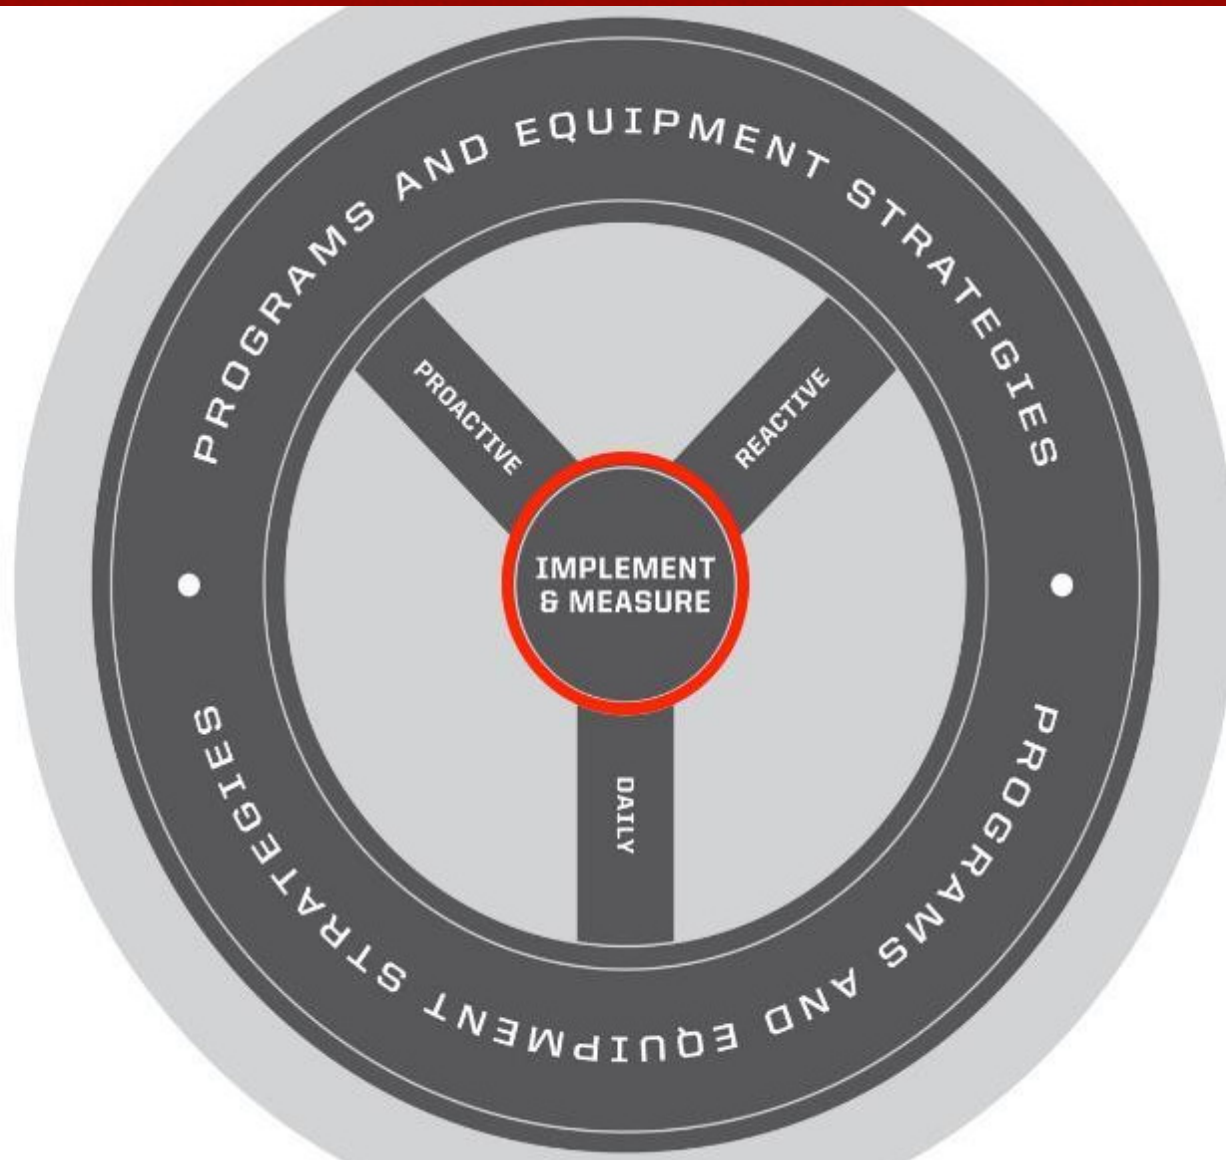 PROGRAMS AND EQUIPMENT STRATEGIES
PROACTIVE
REACTIVE
IMPLEMENT
& MEASURE
DAILY
PROGRAMS AND EQUIPMENT STRATEGIES